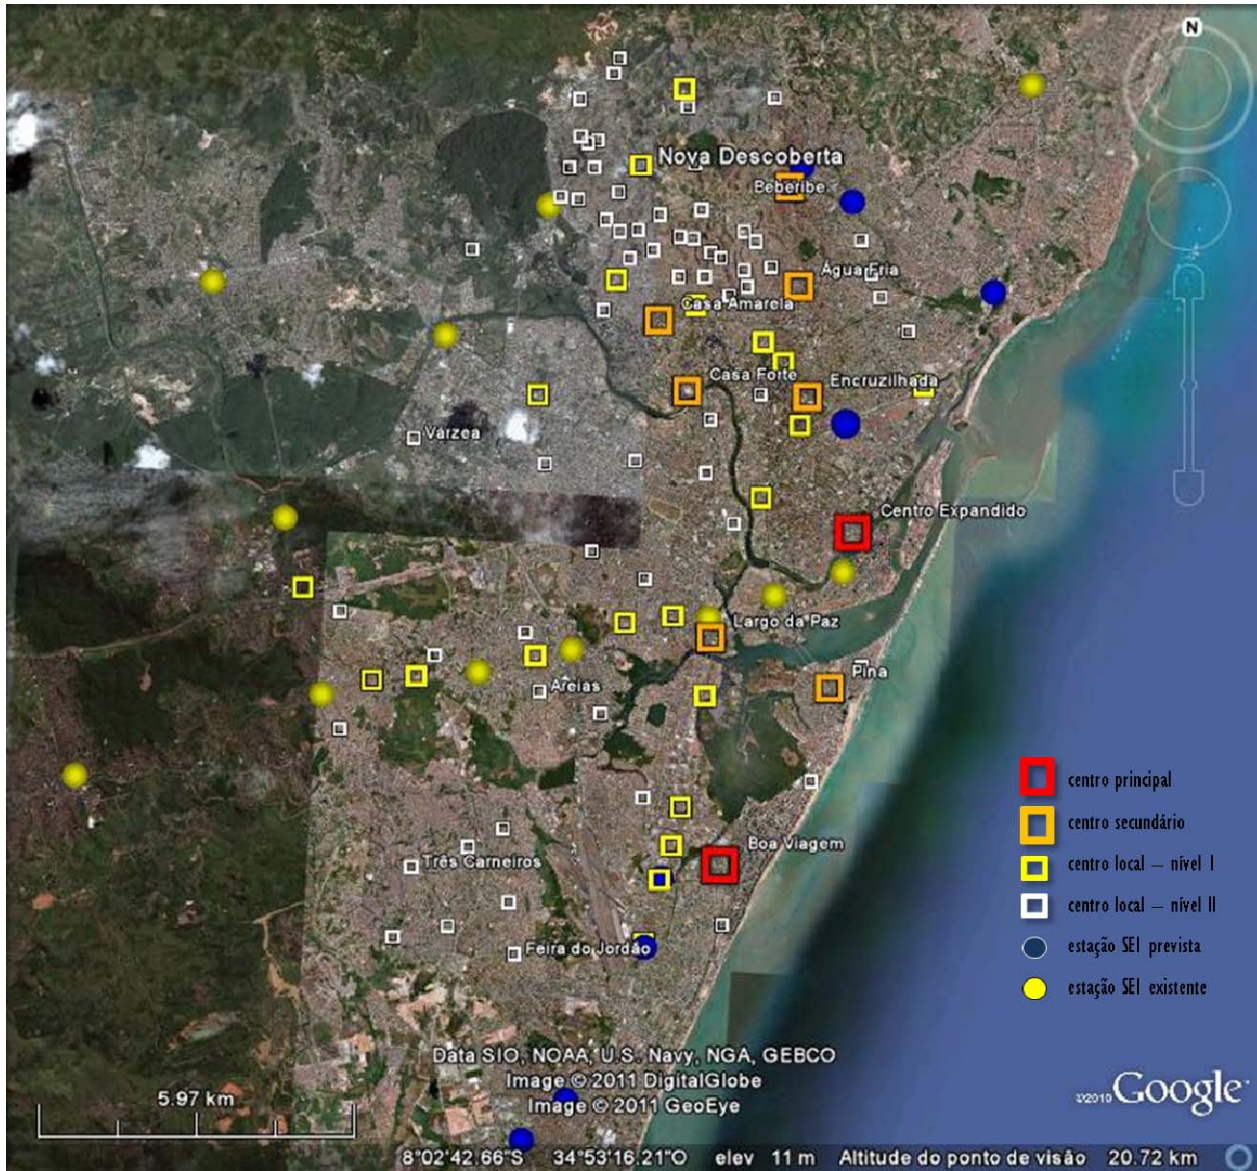 N
Nova Descoberta
Beberibe
Água Fria
Casa Amarela
Casa Forte
Encruzilhada
Várzea
Centro Expandido
Largo da Paz
Areias
Pina
centro principal
centro secundário
Boa Viagem
Três Carneiros
centro local – nível I
centro local – nível II
Feira do Jordão
estação SEI prevista
estação SEI existente
Data SIO, NOAA, U.S. Navy, NGA, GEBCO
Image © 2011 DigitalGlobe
Image © 2011 GeoEye
5.97 km
©2010 Google
8°02'42.66"S 34°53'16.21"O elev 11 m Altitude do ponto de visão 20.72 km